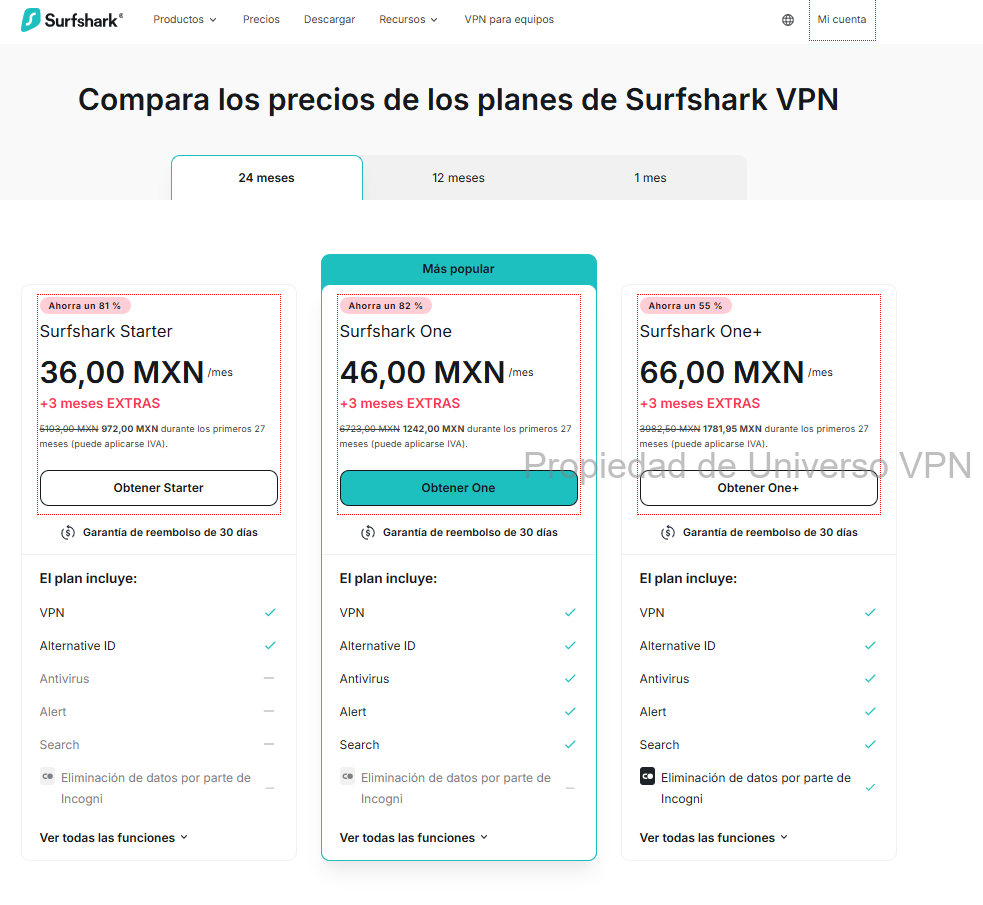 Surfshark®
Productos
Precios
Descargar
Recursos
VPN para equipos
Mi cuenta
Compara los precios de los planes de Surfshark VPN
24 meses
12 meses
1 mes
Más popular
Ahorra un 81 %
Surfshark Starter
36,00 MXN /mes
+3 meses EXTRAS
5103,00 MXN 972,00 MXN durante los primeros 27
meses (puede aplicarse IVA).
Obtener Starter
Garantía de reembolso de 30 días
El plan incluye:
VPN
Alternative ID
Antivirus
Alert
Search
Eliminación de datos por parte de
Incogni
Ver todas las funciones
Ahorra un 82 %
Surfshark One
46,00 MXN /mes
+3 meses EXTRAS
6723,00 MXN 1242,00 MXN durante los primeros 27
meses (puede aplicarse IVA).
Obtener One
Garantía de reembolso de 30 días
El plan incluye:
VPN
Alternative ID
Antivirus
Alert
Search
Eliminación de datos por parte de
Incogni
Ver todas las funciones
Ahorra un 55 %
Surfshark One+
66,00 MXN /mes
+3 meses EXTRAS
3982,50 MXN 1781,95 MXN durante los primeros 27
meses (puede aplicarse IVA).
Propiedad de Universo VPN
Obtener One+
Garantía de reembolso de 30 días
El plan incluye:
VPN
Alternative ID
Antivirus
Alert
Search
Eliminación de datos por parte de
Incogni
Ver todas las funciones